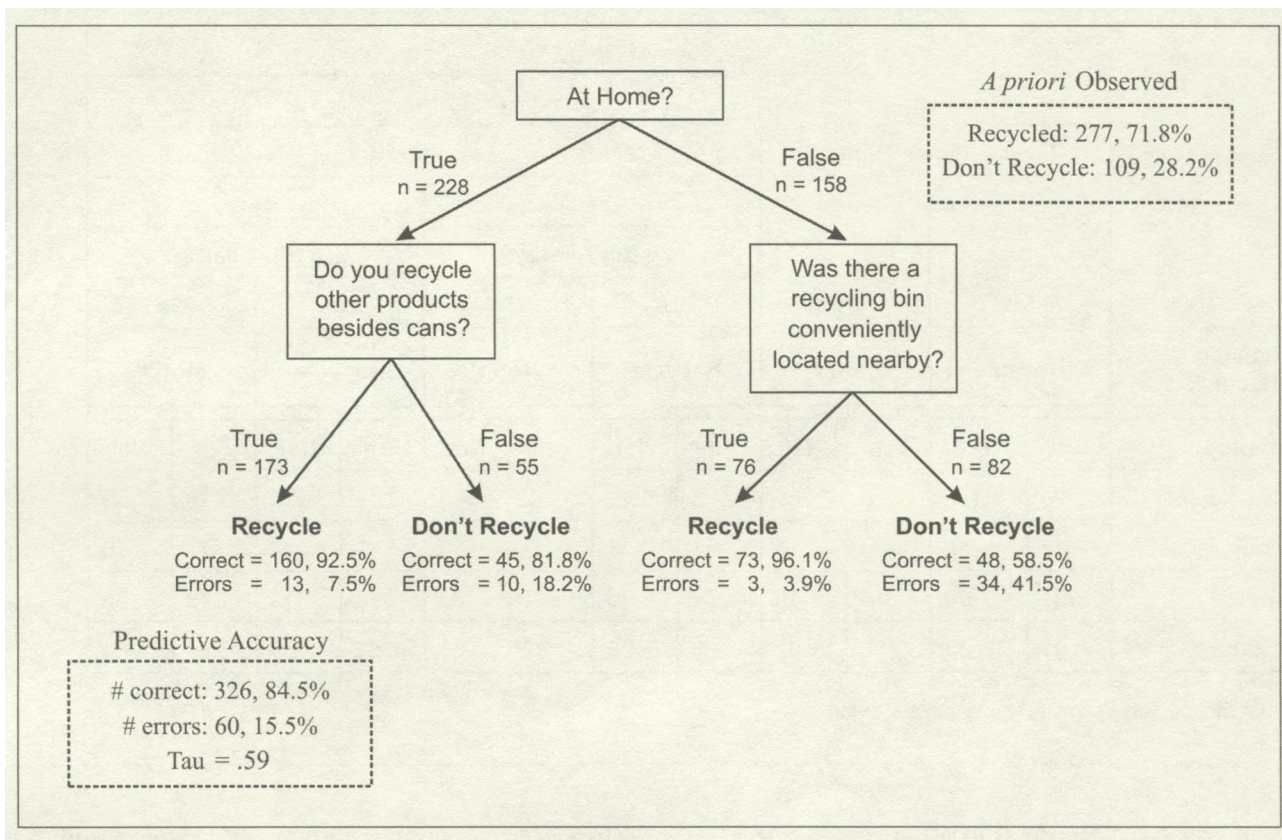 At Home?
A priori Observed
Recycled: 277, 71.8%
Don't Recycle: 109, 28.2%
True
n = 228
False
n = 158
Do you recycle
other products
besides cans?
Was there a
recycling bin
conveniently
located nearby?
True
n = 173
False
n = 55
True
n = 76
False
n = 82
Recycle
Correct = 160, 92.5%
Errors = 13, 7.5%
Don't Recycle
Correct = 45, 81.8%
Errors = 10, 18.2%
Recycle
Correct = 73, 96.1%
Errors = 3, 3.9%
Don't Recycle
Correct = 48, 58.5%
Errors = 34, 41.5%
Predictive Accuracy
# correct: 326, 84.5%
# errors: 60, 15.5%
Tau = .59